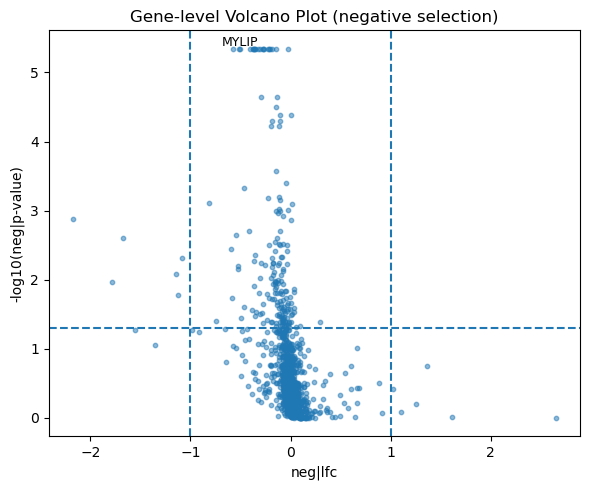 Gene-level Volcano Plot (negative selection)
MYLIP
5
4
3
2
1
0
-log10(neg|p-value)
−2
−1
0
1
2
neg|lfc